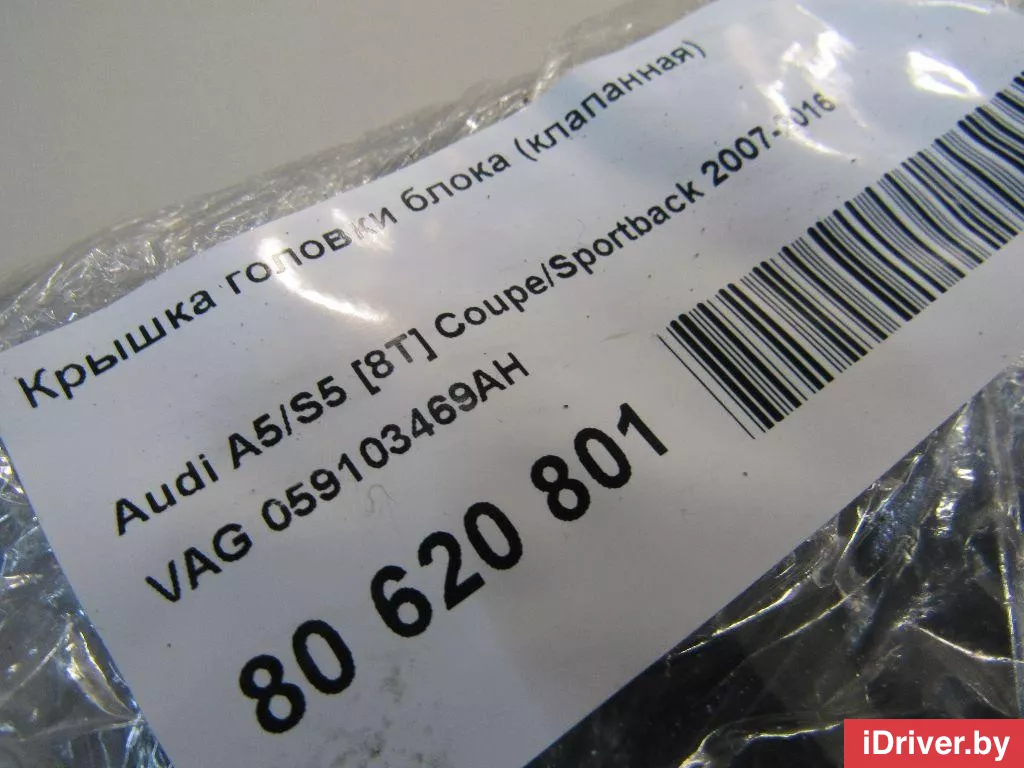 Крышка головки блока (клапанная)
Audi A5/S5 [8T] Coupe/Sportback 2007-2016
VAG 059103469AH
80 620 801
iDriver.by